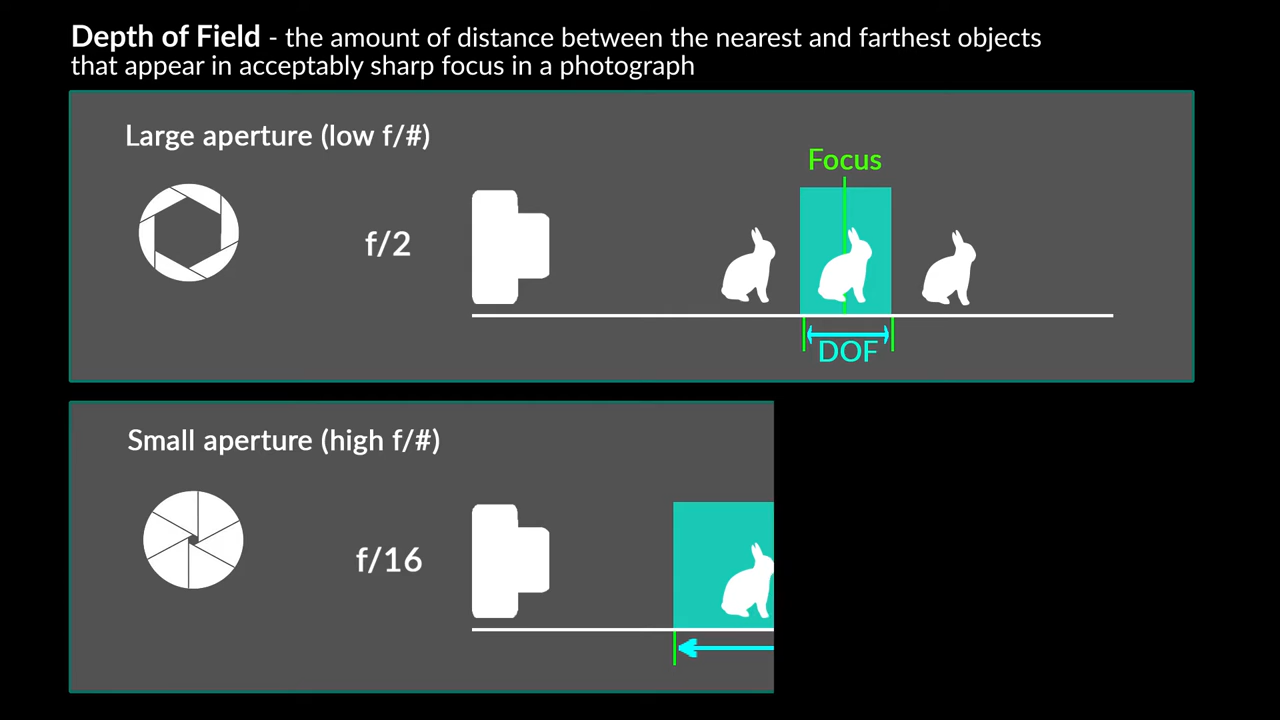 Depth of Field - the amount of distance between the nearest and farthest objects
that appear in acceptably sharp focus in a photograph
Large aperture (low f/#)
Focus
f/2
DOF
Small aperture (high f/#)
f/16